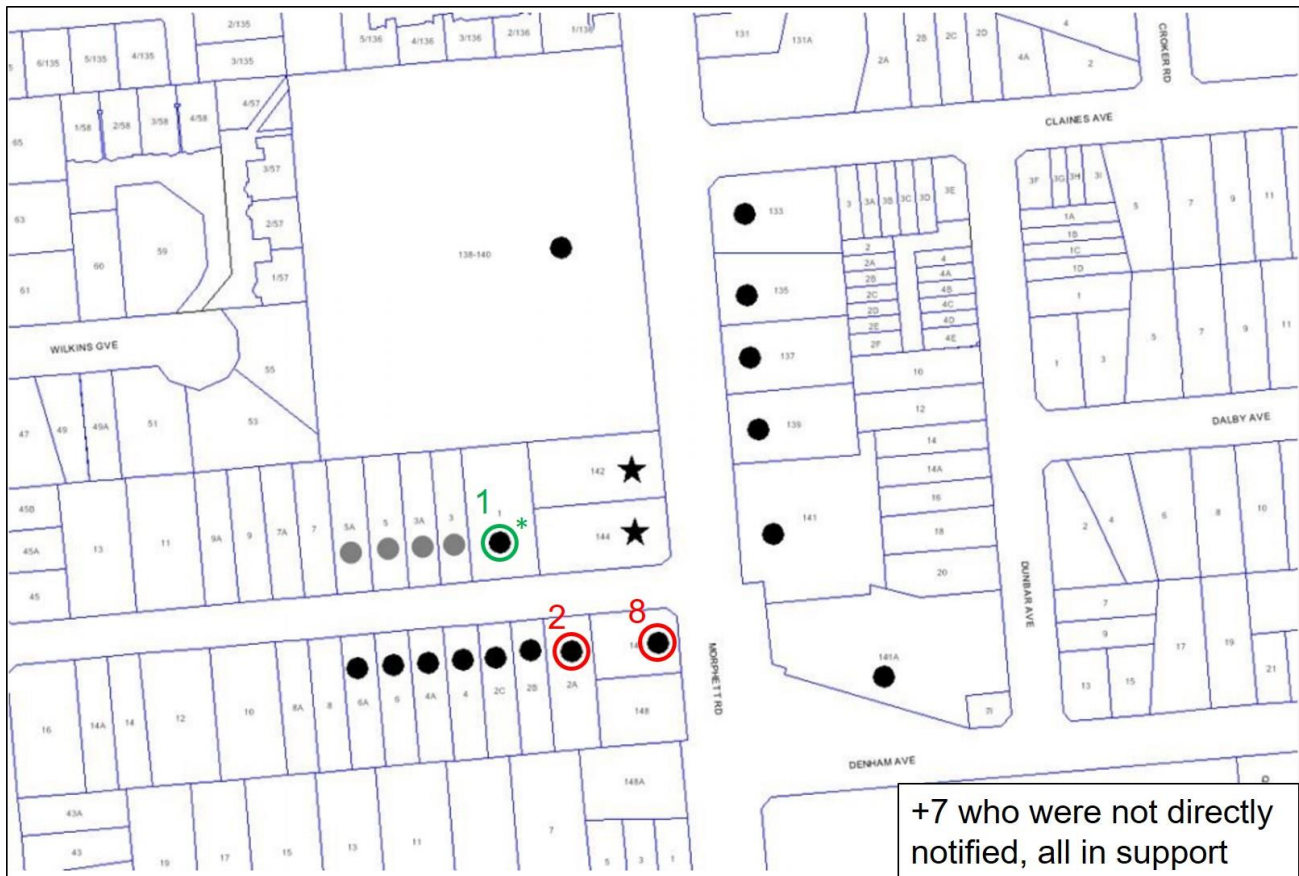 2/135
5/136
4/136
3/136
2/136
1/136
131
131A
2A
2B
2C
2D
4
4A
2
CROKER RD
6/135
5/135
4/135
3/135
65
1/58
2/58
3/58
4/58
4/57
3/57
2/57
1/57
63
60
59
61
138-140
CLAINES AVE
133
3
3A
3B
3C
3D
3E
2
2A
2B
2C
2D
2E
2F
4
4A
4B
4C
4D
4E
3F
3G
3H
3I
1A
1B
1C
1D
1
5
7
9
11
135
137
139
10
12
14
14A
16
18
20
1
3
5
7
9
11
WILKINS GVE
55
53
51
49A
49
47
DALBY AVE
142
144
141
45B
45A
45
13
11
9A
9
7A
7
5A
5
3A
3
1
1
*
2
4
6
8
10
7
9
13
15
17
19
21
DUNBAR AVE
2
8
16
14A
14
12
10
8A
8
6A
6
4A
4
2C
2B
2A
148
148A
MORPHETT RD
141A
71
DENHAM AVE
43A
43
19
17
15
13
11
7
5
3
1
+7 who were not directly
notified, all in support